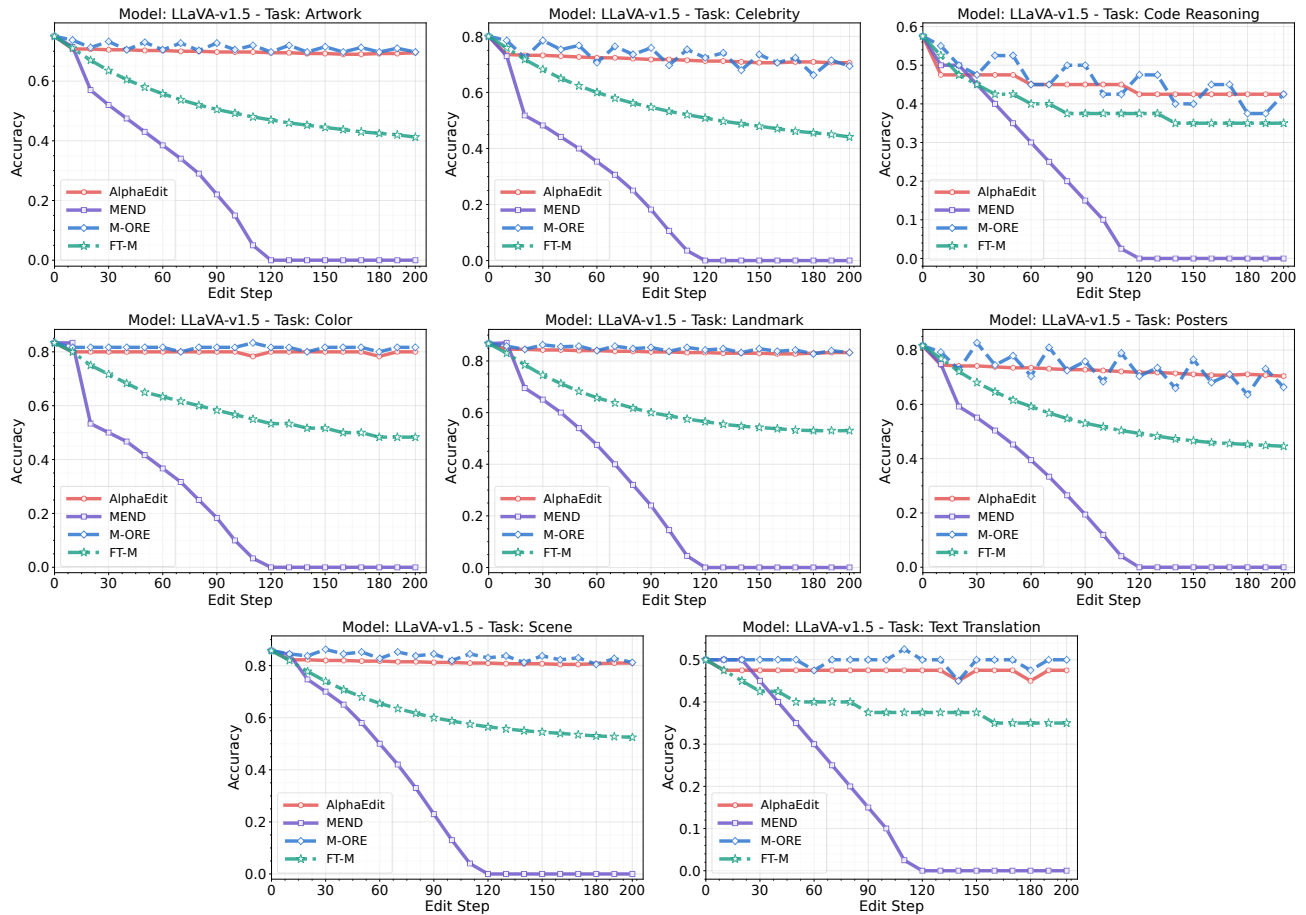 Model: LLaVA-v1.5 - Task: Artwork
Accuracy
0.6
0.4
0.2
0.0
AlphaEdit
MEND
M-ORE
FT-M
0 30 60 90 120 150 180 200
Edit Step
Model: LLaVA-v1.5 - Task: Celebrity
Accuracy
0.8
0.6
0.4
0.2
0.0
AlphaEdit
MEND
M-ORE
FT-M
0 30 60 90 120 150 180 200
Edit Step
Model: LLaVA-v1.5 - Task: Code Reasoning
Accuracy
0.6
0.5
0.4
0.3
0.2
0.1
0.0
AlphaEdit
MEND
M-ORE
FT-M
0 30 60 90 120 150 180 200
Edit Step
Model: LLaVA-v1.5 - Task: Color
Accuracy
0.8
0.6
0.4
0.2
0.0
AlphaEdit
MEND
M-ORE
FT-M
0 30 60 90 120 150 180 200
Edit Step
Model: LLaVA-v1.5 - Task: Landmark
Accuracy
0.8
0.6
0.4
0.2
0.0
AlphaEdit
MEND
M-ORE
FT-M
0 30 60 90 120 150 180 200
Edit Step
Model: LLaVA-v1.5 - Task: Posters
Accuracy
0.8
0.6
0.4
0.2
0.0
AlphaEdit
MEND
M-ORE
FT-M
0 30 60 90 120 150 180 200
Edit Step
Model: LLaVA-v1.5 - Task: Scene
Accuracy
0.8
0.6
0.4
0.2
0.0
AlphaEdit
MEND
M-ORE
FT-M
0 30 60 90 120 150 180 200
Edit Step
Model: LLaVA-v1.5 - Task: Text Translation
Accuracy
0.5
0.4
0.3
0.2
0.1
0.0
AlphaEdit
MEND
M-ORE
FT-M
0 30 60 90 120 150 180 200
Edit Step